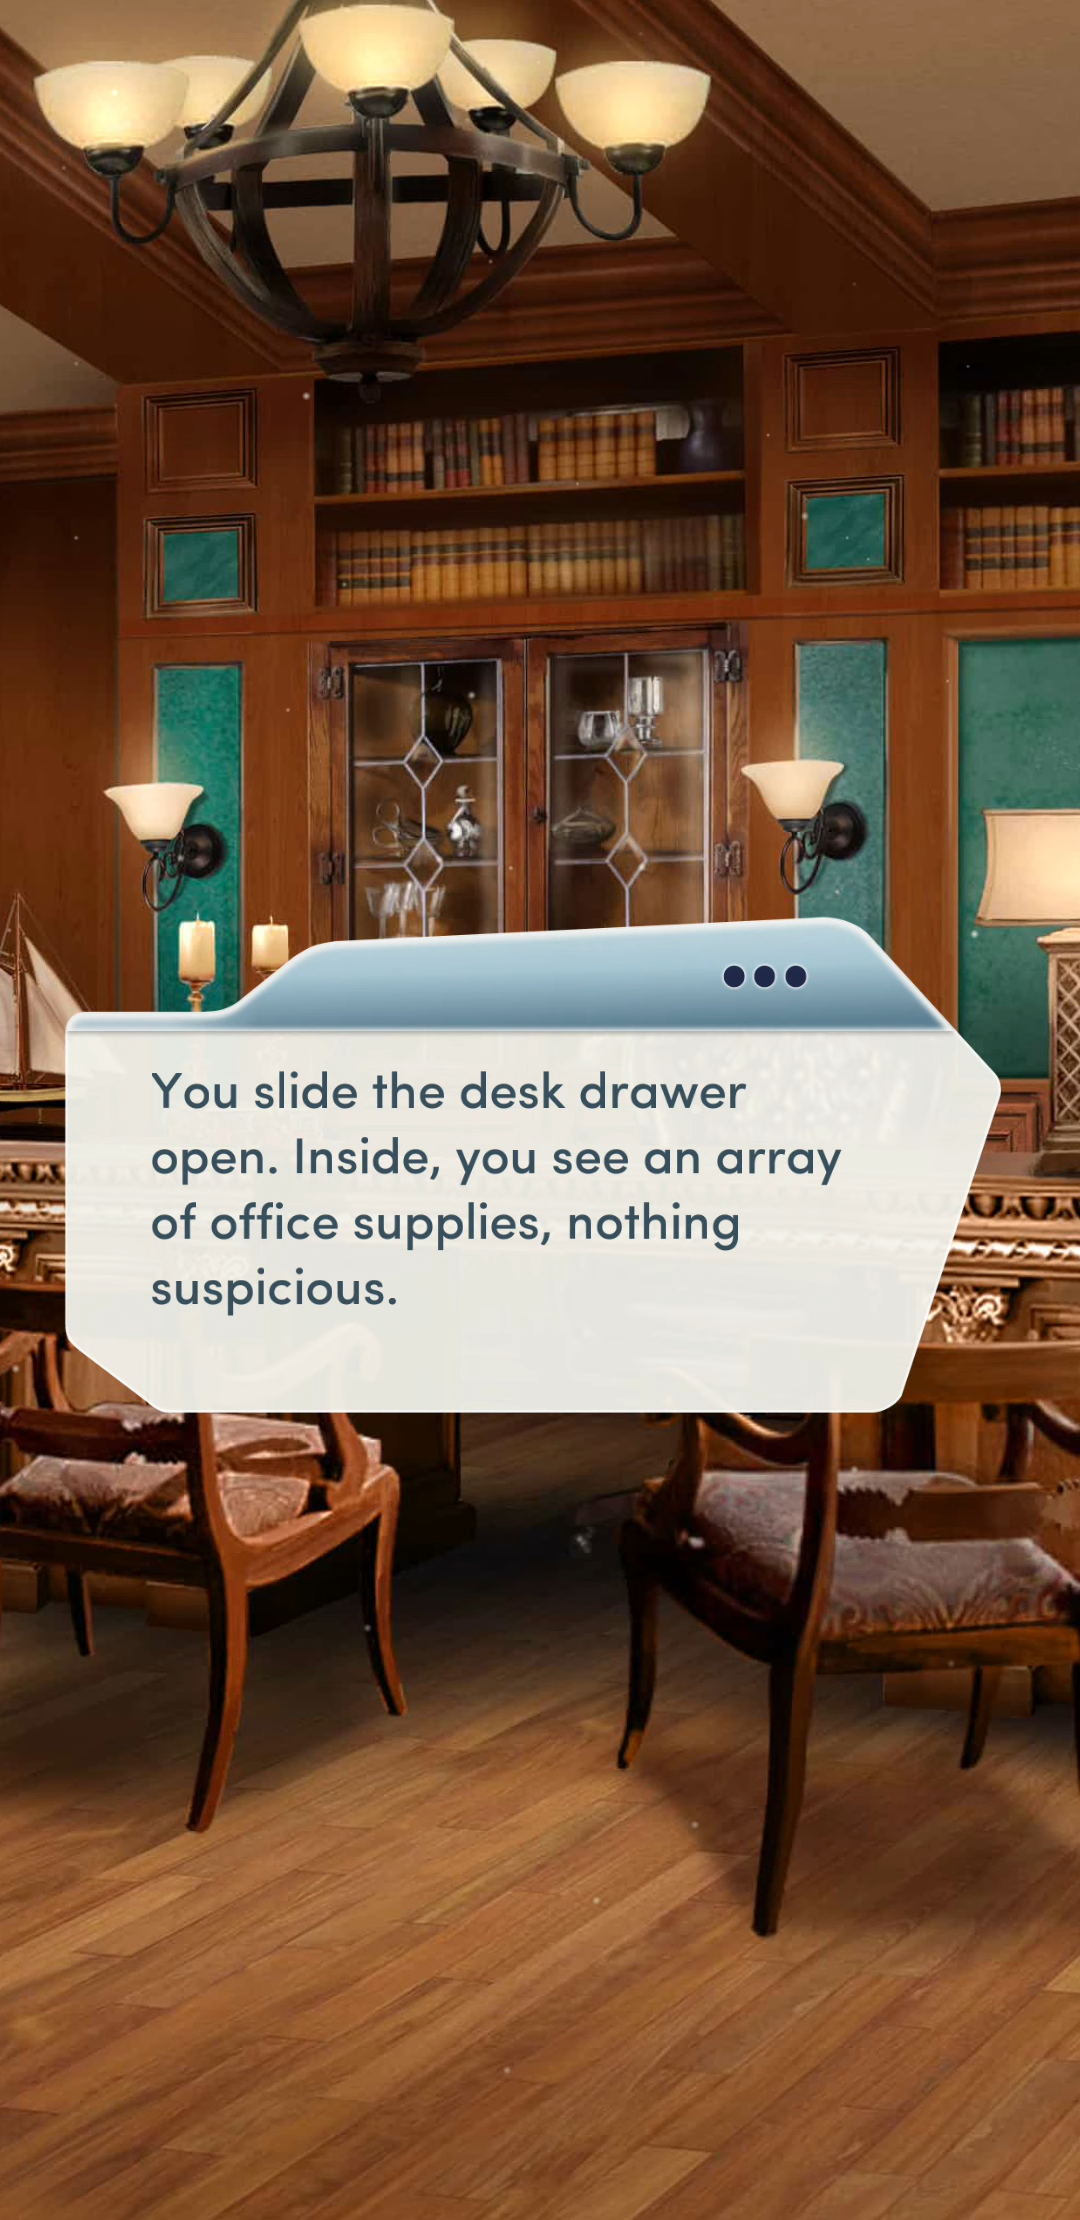 You slide the desk drawer
open. Inside, you see an array
of office supplies, nothing
suspicious.